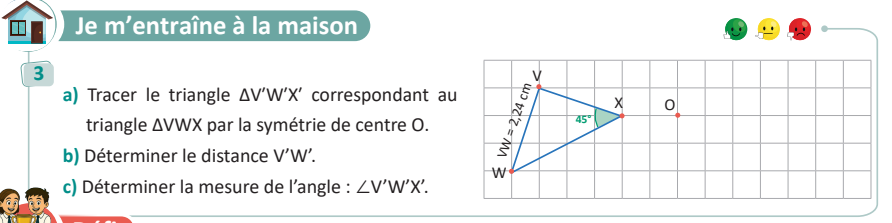 Je m'entraîne à la maison
3
a) Tracer le triangle ΔV'W'X' correspondant au
triangle ΔVWX par la symétrie de centre O.
b) Déterminer le distance V'W'.
c) Déterminer la mesure de l'angle : ∠V'W'X'.
V
X
O
45°
VW = 2,24 cm
W